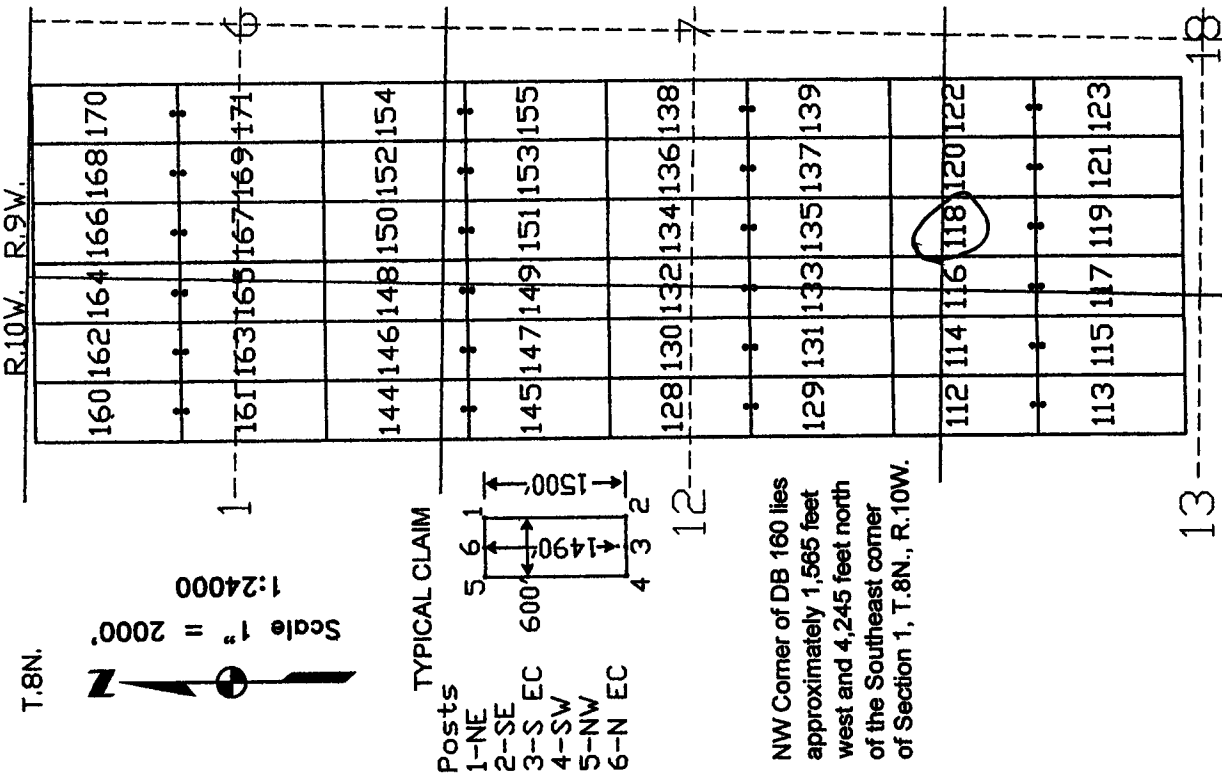 R.10W. R.9W.
T.8N.
Scale 1" = 2000'
1:24000
N
160 162 164 166 168 170
1 161 163 165 167 169 171 6
144 146 148 150 152 154
145 147 149 151 153 155
12 128 130 132 134 136 138 7
129 131 133 135 137 139
112 114 116 118 120 122
113 115 117 119 121 123
13 18
TYPICAL CLAIM
Posts
1-NE
2-SE
3-S EC
4-SW
5-NW
6-N EC
5 6 1
600' 1490' 1500'
4 3 2
NW Corner of DB 160 lies
approximately 1,565 feet
west and 4,245 feet north
of the Southeast corner
of Section 1, T.8N., R.10W.